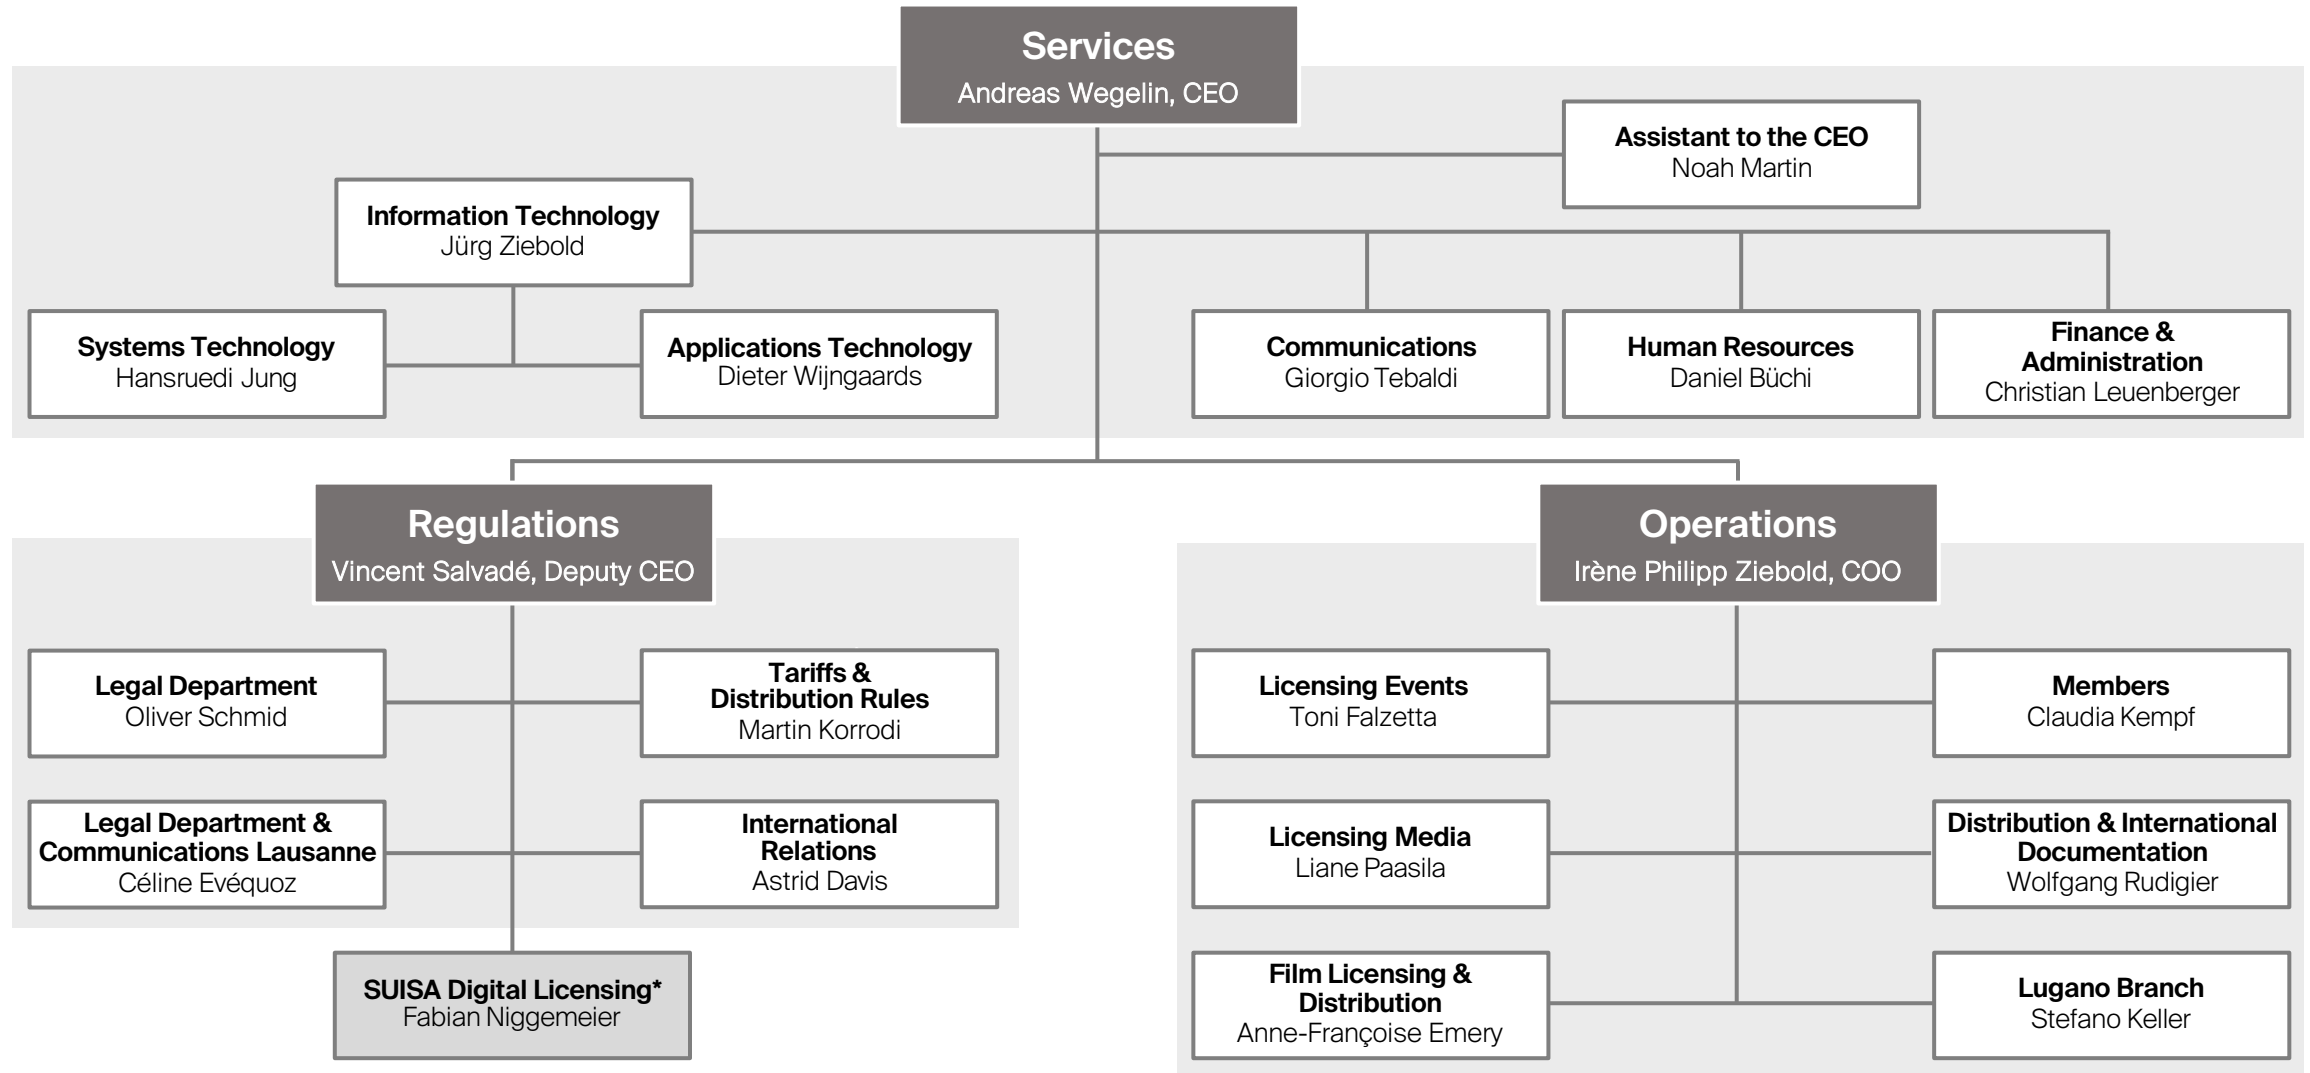 Services
Andreas Wegelin, CEO
Assistant to the CEO
Noah Martin
Information Technology
Jürg Ziebold
Systems Technology
Hansruedi Jung
Applications Technology
Dieter Wijngaards
Communications
Giorgio Tebaldi
Human Resources
Daniel Büchi
Finance &
Administration
Christian Leuenberger
Regulations
Vincent Salvadé, Deputy CEO
Operations
Irène Philipp Ziebold, COO
Legal Department
Oliver Schmid
Tariffs &
Distribution Rules
Martin Korrodi
Licensing Events
Toni Falzetta
Members
Claudia Kempf
Legal Department &
Communications Lausanne
Céline Evéquoz
International
Relations
Astrid Davis
Licensing Media
Liane Paasila
Distribution & International
Documentation
Wolfgang Rudigier
SUISA Digital Licensing*
Fabian Niggemeier
Film Licensing &
Distribution
Anne-Françoise Emery
Lugano Branch
Stefano Keller